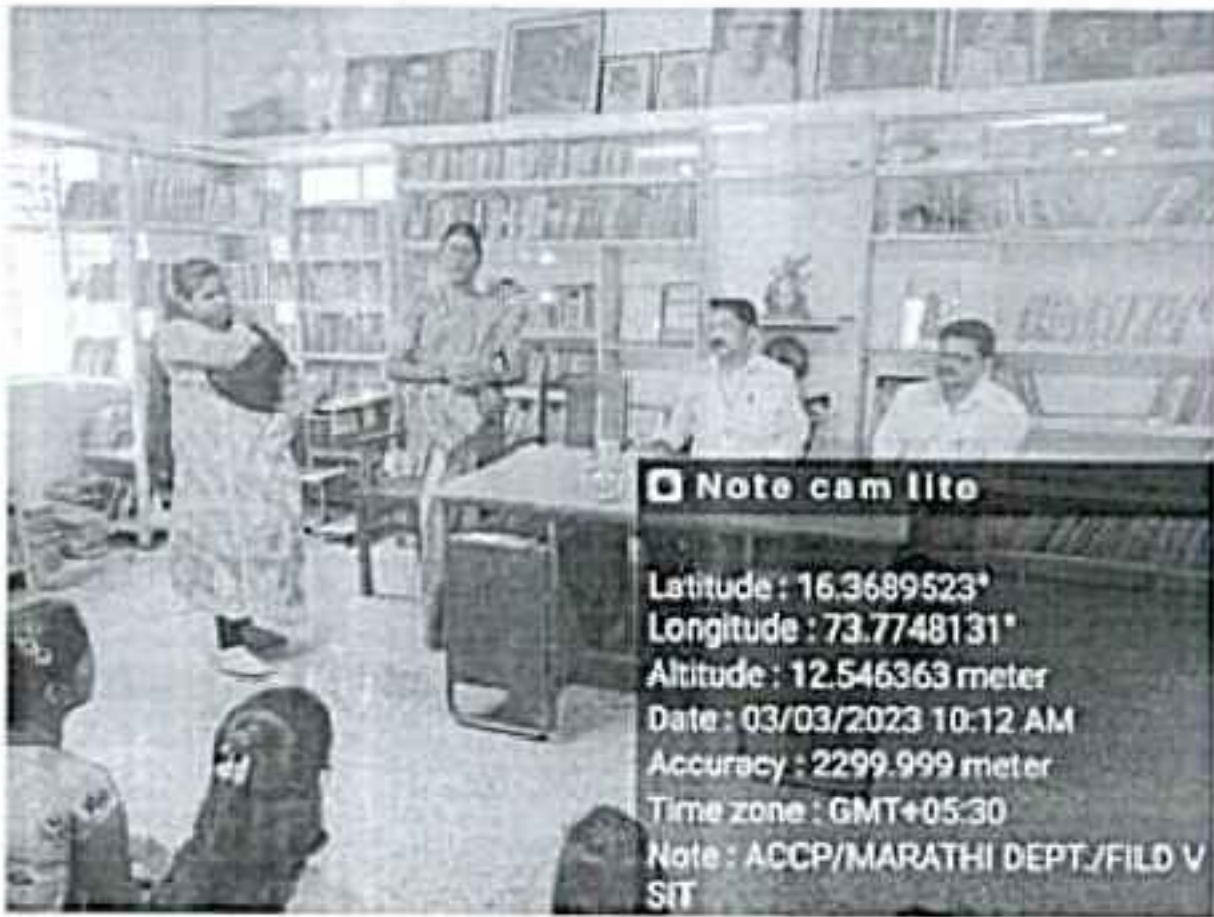 Note cam lite
Latitude : 16.3689523°
Longitude : 73.7748131°
Altitude : 12.546363 meter
Date : 03/03/2023 10:12 AM
Accuracy : 2299.999 meter
Time zone : GMT+05:30
Note : ACCP/MARATHI DEPT./FILD V
SIT